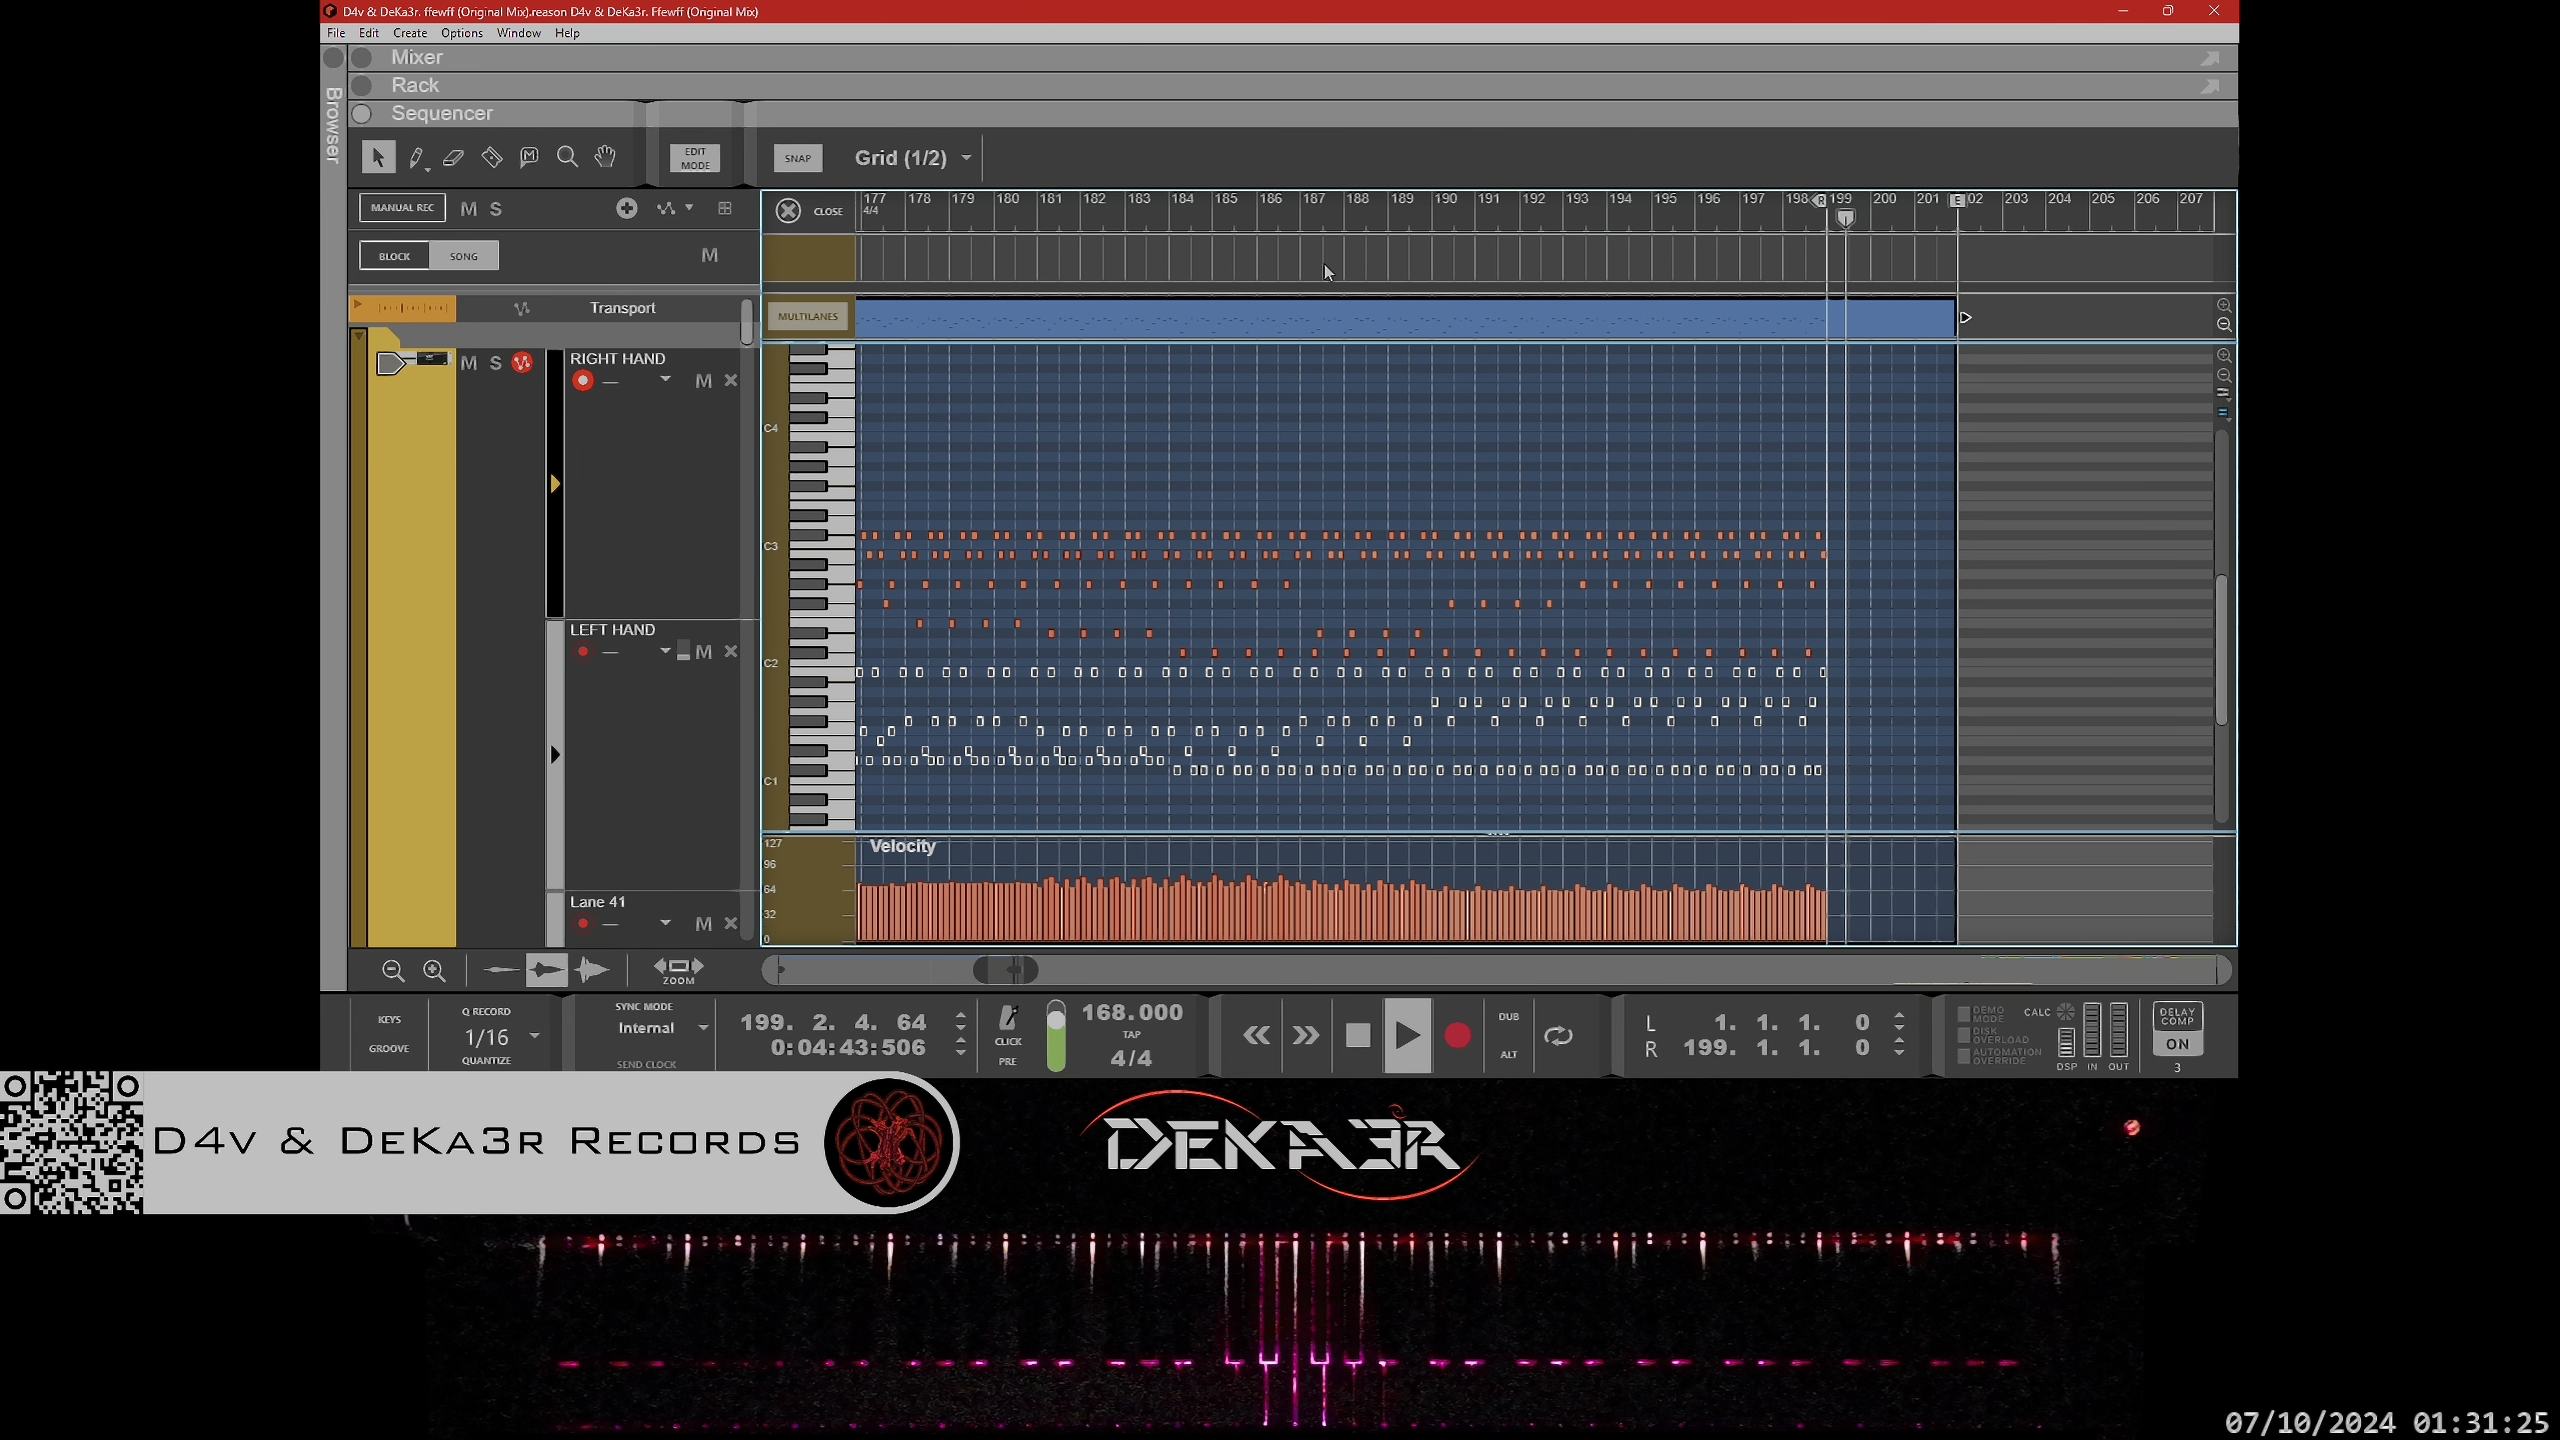 D4v & DeKa3r. ffewff (Original Mix).reason D4v & DeKa3r. Ffewff (Original Mix)
File Edit Create Options Window Help
Mixer
Rack
Browser
Sequencer
EDIT MODE
SNAP
Grid (1/2)
MANUAL REC M S
CLOSE
177 178 179 180 181 182 183 184 185 186 187 188 189 190 191 192 193 194 195 196 197 198 R 199 200 201 E 02 203 204 205 206 207
4/4
BLOCK SONG M
Transport
MULTILANES
M S
RIGHT HAND
M
C4
C3
LEFT HAND
M
C2
C1
Velocity
127
96
64
32
0
Lane 41
M
ZOOM
KEYS
GROOVE
Q RECORD
1/16
QUANTIZE
SYNC MODE
Internal
SEND CLOCK
199. 2. 4. 64
0:04:43:506
CLICK
PRE
168.000
TAP
4/4
DUB
ALT
L 1. 1. 1. 0
R 199. 1. 1. 0
DEMO MODE
DISK OVERLOAD
AUTOMATION OVERRIDE
CALC
DSP IN OUT
DELAY COMP
ON
3
D4v & DeKa3r Records
DEKA3R
07/10/2024 01:31:25